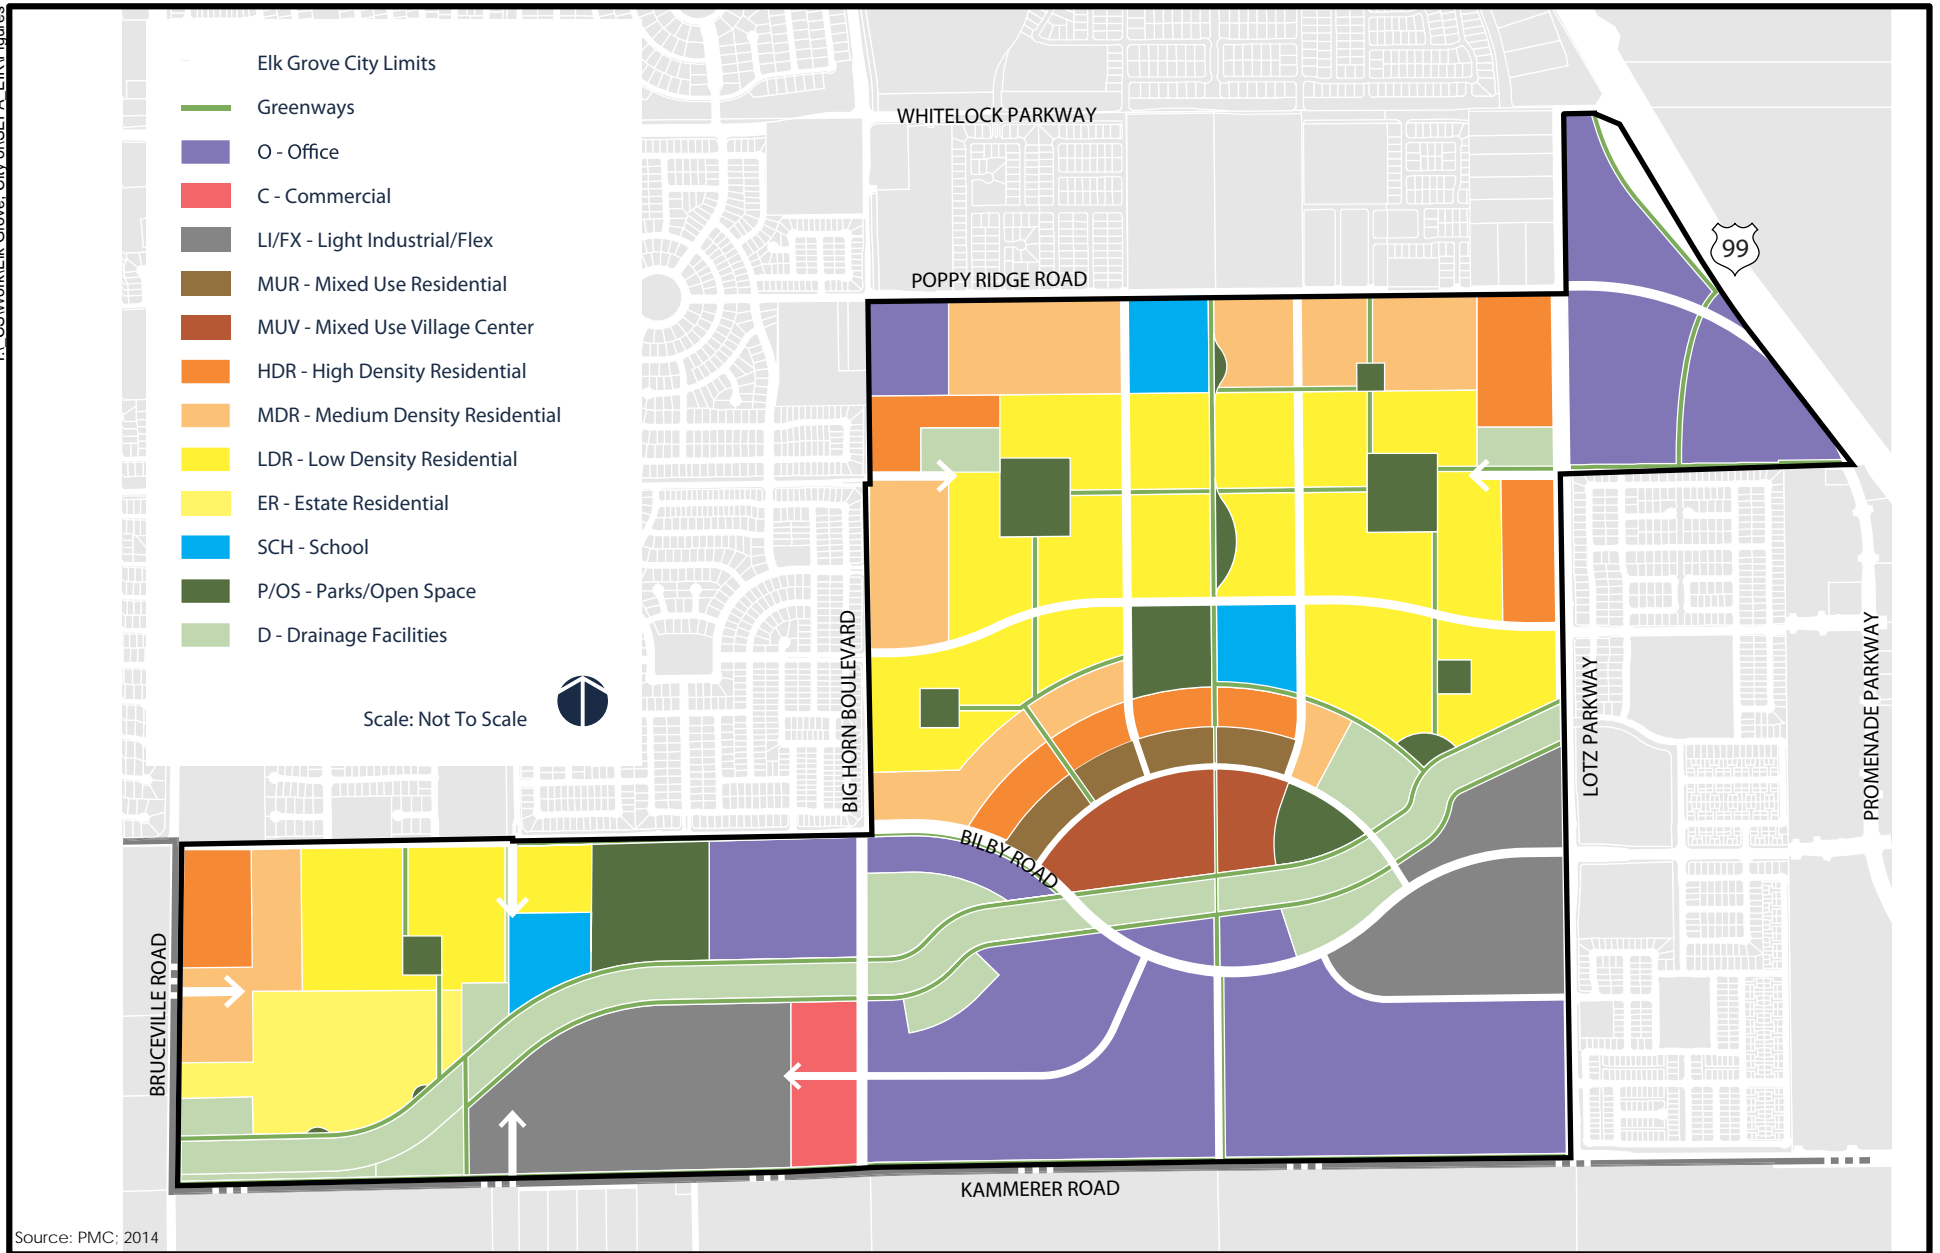 Elk Grove City Limits
Greenways
O - Office
C - Commercial
LI/FX - Light Industrial/Flex
MUR - Mixed Use Residential
MUV - Mixed Use Village Center
HDR - High Density Residential
MDR - Medium Density Residential
LDR - Low Density Residential
ER - Estate Residential
SCH - School
P/OS - Parks/Open Space
D - Drainage Facilities
Scale: Not To Scale
WHITELOCK PARKWAY
99
POPPY RIDGE ROAD
BIG HORN BOULEVARD
LOTZ PARKWAY
PROMENADE PARKWAY
BILBY ROAD
BRUCEVILLE ROAD
KAMMERER ROAD
Source: PMC; 2014